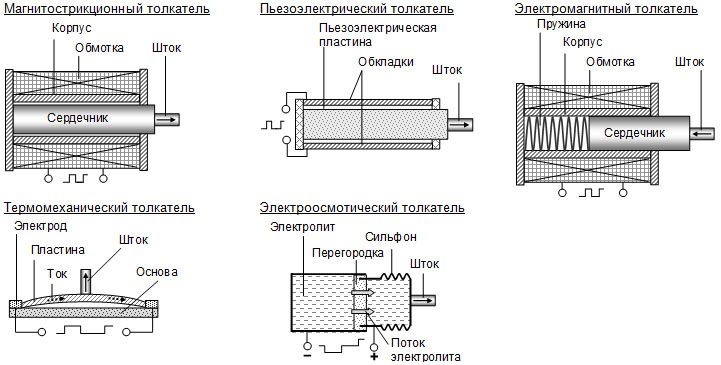 Магнитострикционный толкатель
Корпус
Обмотка
Шток
Сердечник
Пьезоэлектрический толкатель
Пьезоэлектрическая
пластина
Обкладки
Шток
Электромагнитный толкатель
Пружина
Корпус
Обмотка
Шток
Сердечник
Термомеханический толкатель
Электрод
Пластина
Шток
Ток
Основа
Электроосмотический толкатель
Электролит
Сильфон
Перегородка
Шток
– +
Поток
электролита